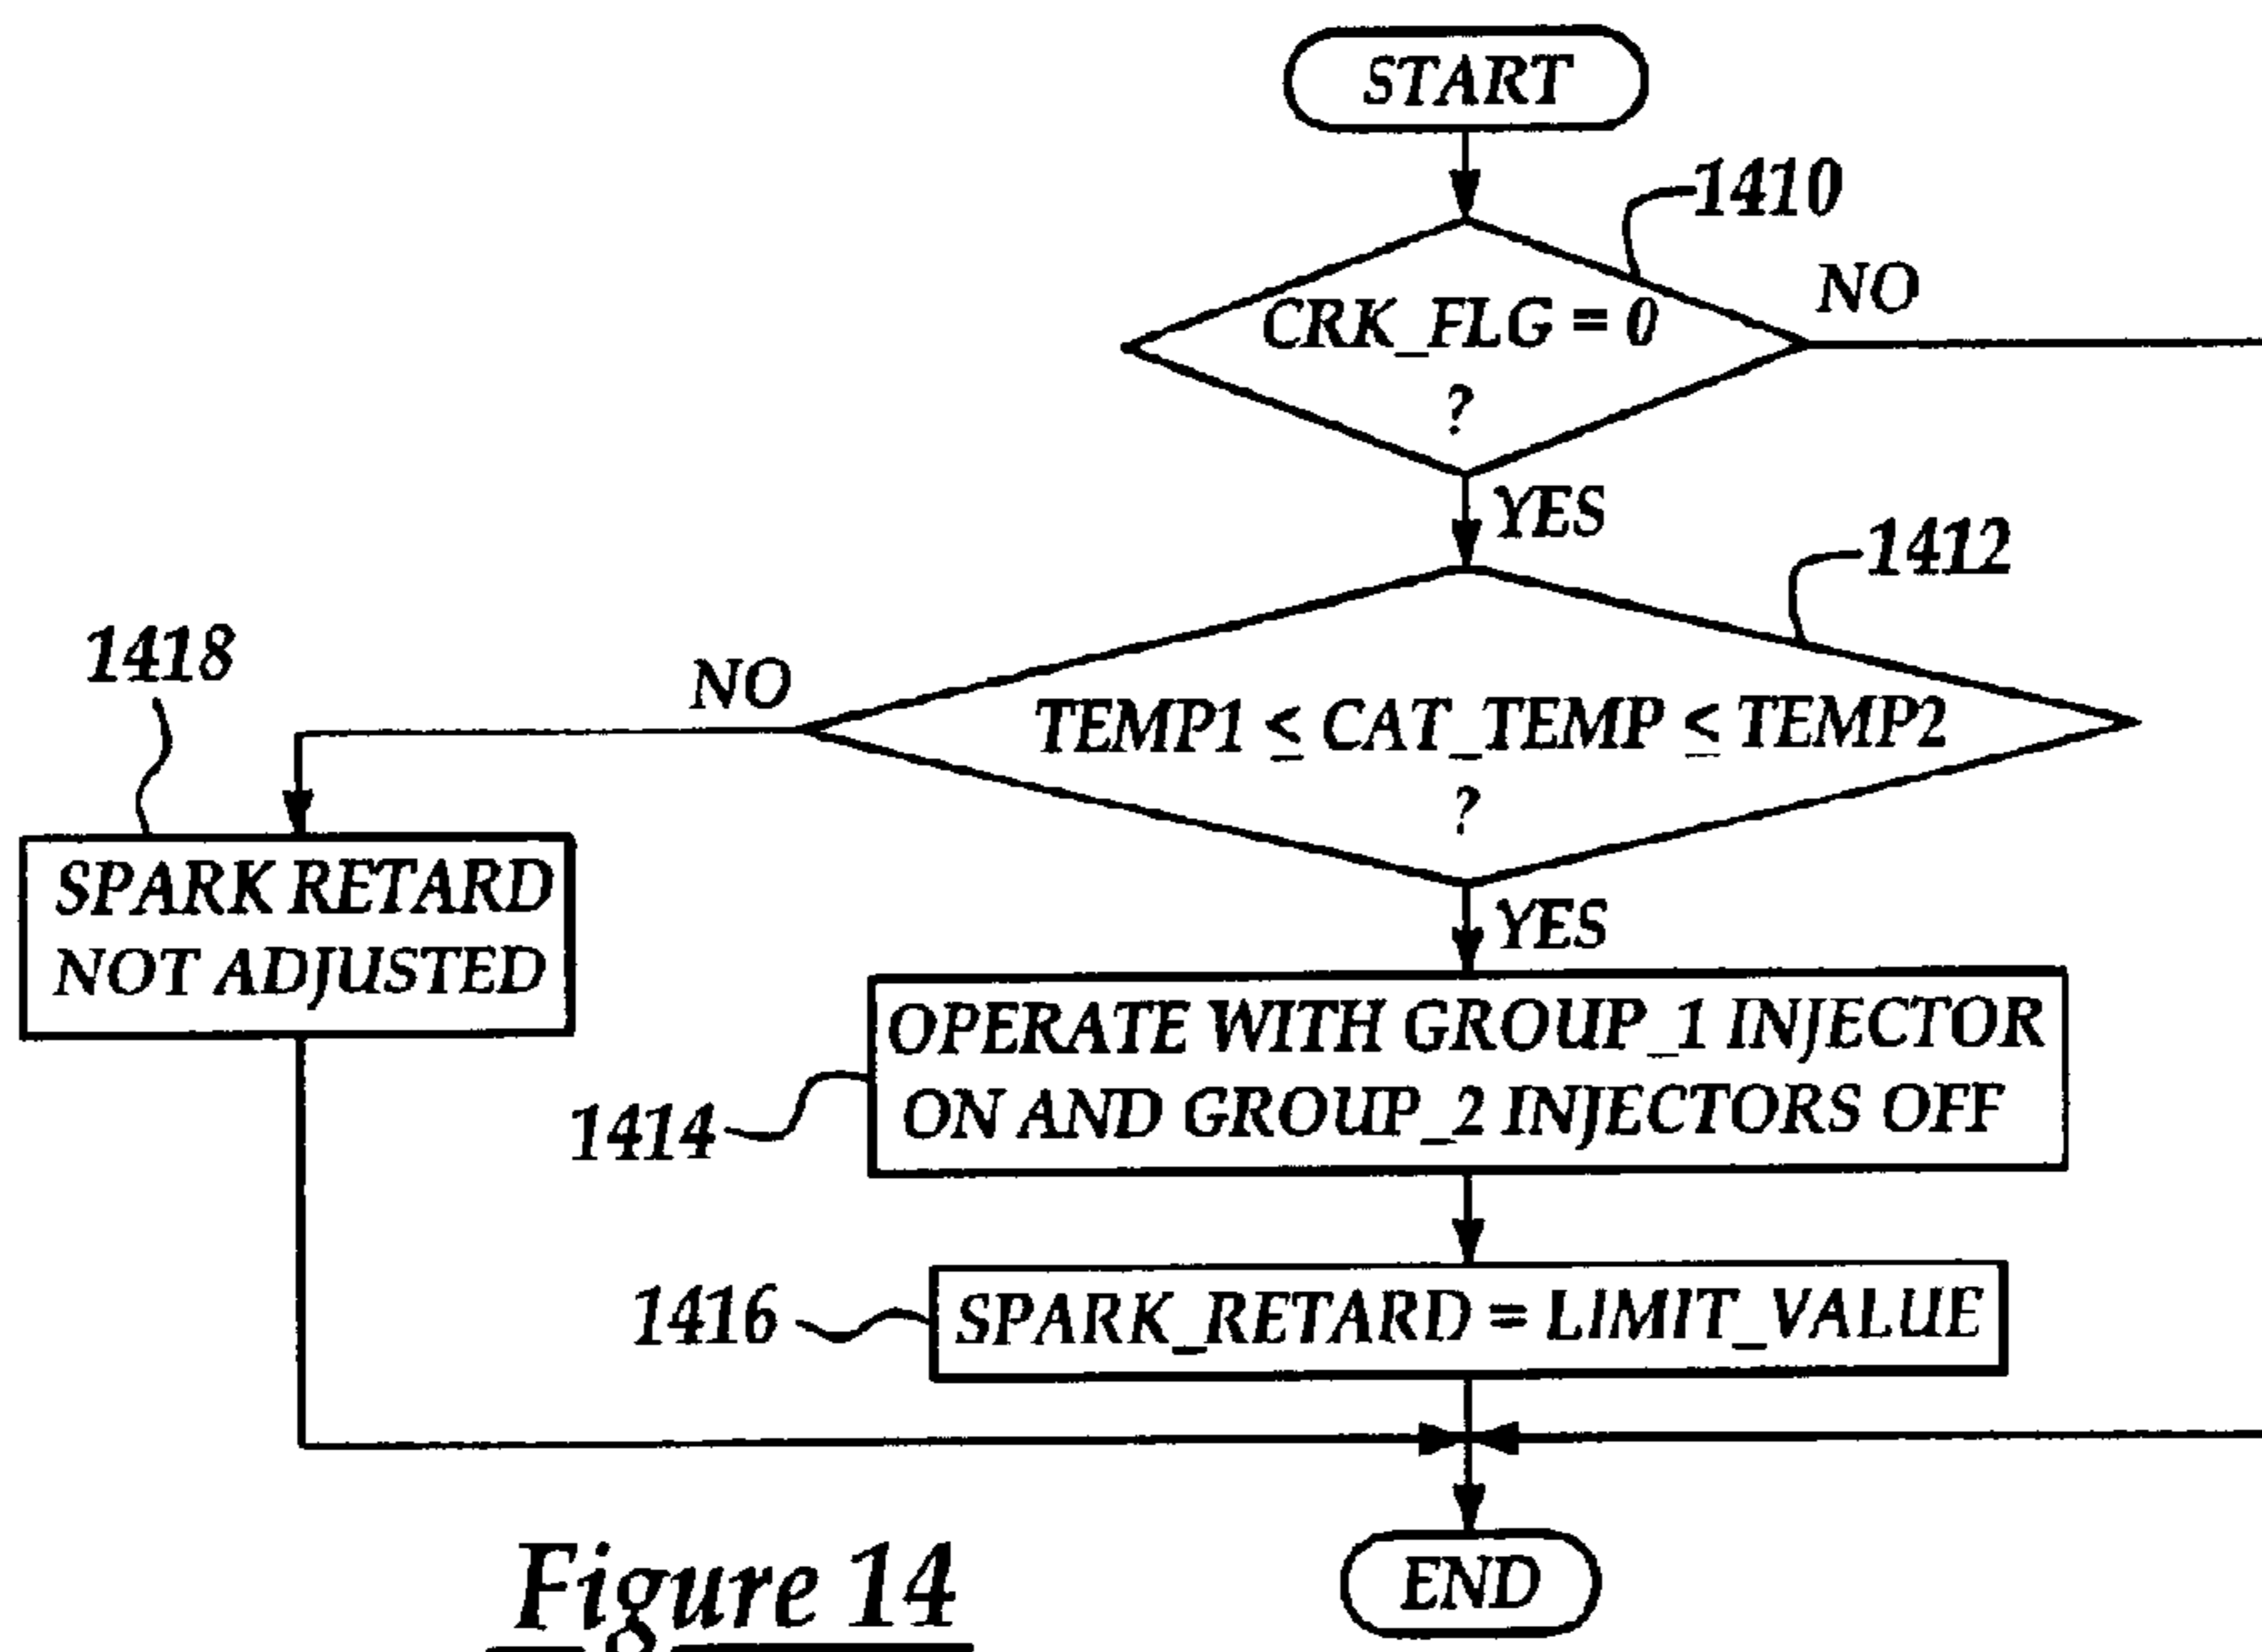 START
1410
NO
CRK_FLG = 0
?
YES
1412
1418
NO
TEMP1 ≤ CAT_TEMP ≤ TEMP2
?
SPARK RETARD
NOT ADJUSTED
YES
OPERATE WITH GROUP_1 INJECTOR
ON AND GROUP_2 INJECTORS OFF
1414
1416
SPARK_RETARD = LIMIT_VALUE
END
Figure 14